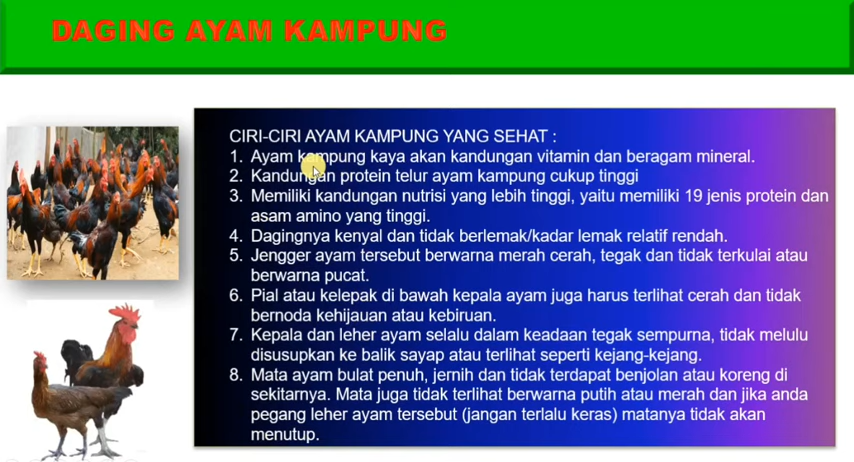 DAGING AYAM KAMPUNG
CIRI-CIRI AYAM KAMPUNG YANG SEHAT :
1. Ayam kampung kaya akan kandungan vitamin dan beragam mineral.
2. Kandungan protein telur ayam kampung cukup tinggi
3. Memiliki kandungan nutrisi yang lebih tinggi, yaitu memiliki 19 jenis protein dan
asam amino yang tinggi.
4. Dagingnya kenyal dan tidak berlemak/kadar lemak relatif rendah.
5. Jengger ayam tersebut berwarna merah cerah, tegak dan tidak terkulai atau
berwarna pucat.
6. Pial atau kelepak di bawah kepala ayam juga harus terlihat cerah dan tidak
bernoda kehijauan atau kebiruan.
7. Kepala dan leher ayam selalu dalam keadaan tegak sempurna, tidak melulu
disusupkan ke balik sayap atau terlihat seperti kejang-kejang.
8. Mata ayam bulat penuh, jernih dan tidak terdapat benjolan atau koreng di
sekitarnya. Mata juga tidak terlihat berwarna putih atau merah dan jika anda
pegang leher ayam tersebut (jangan terlalu keras) matanya tidak akan
menutup.